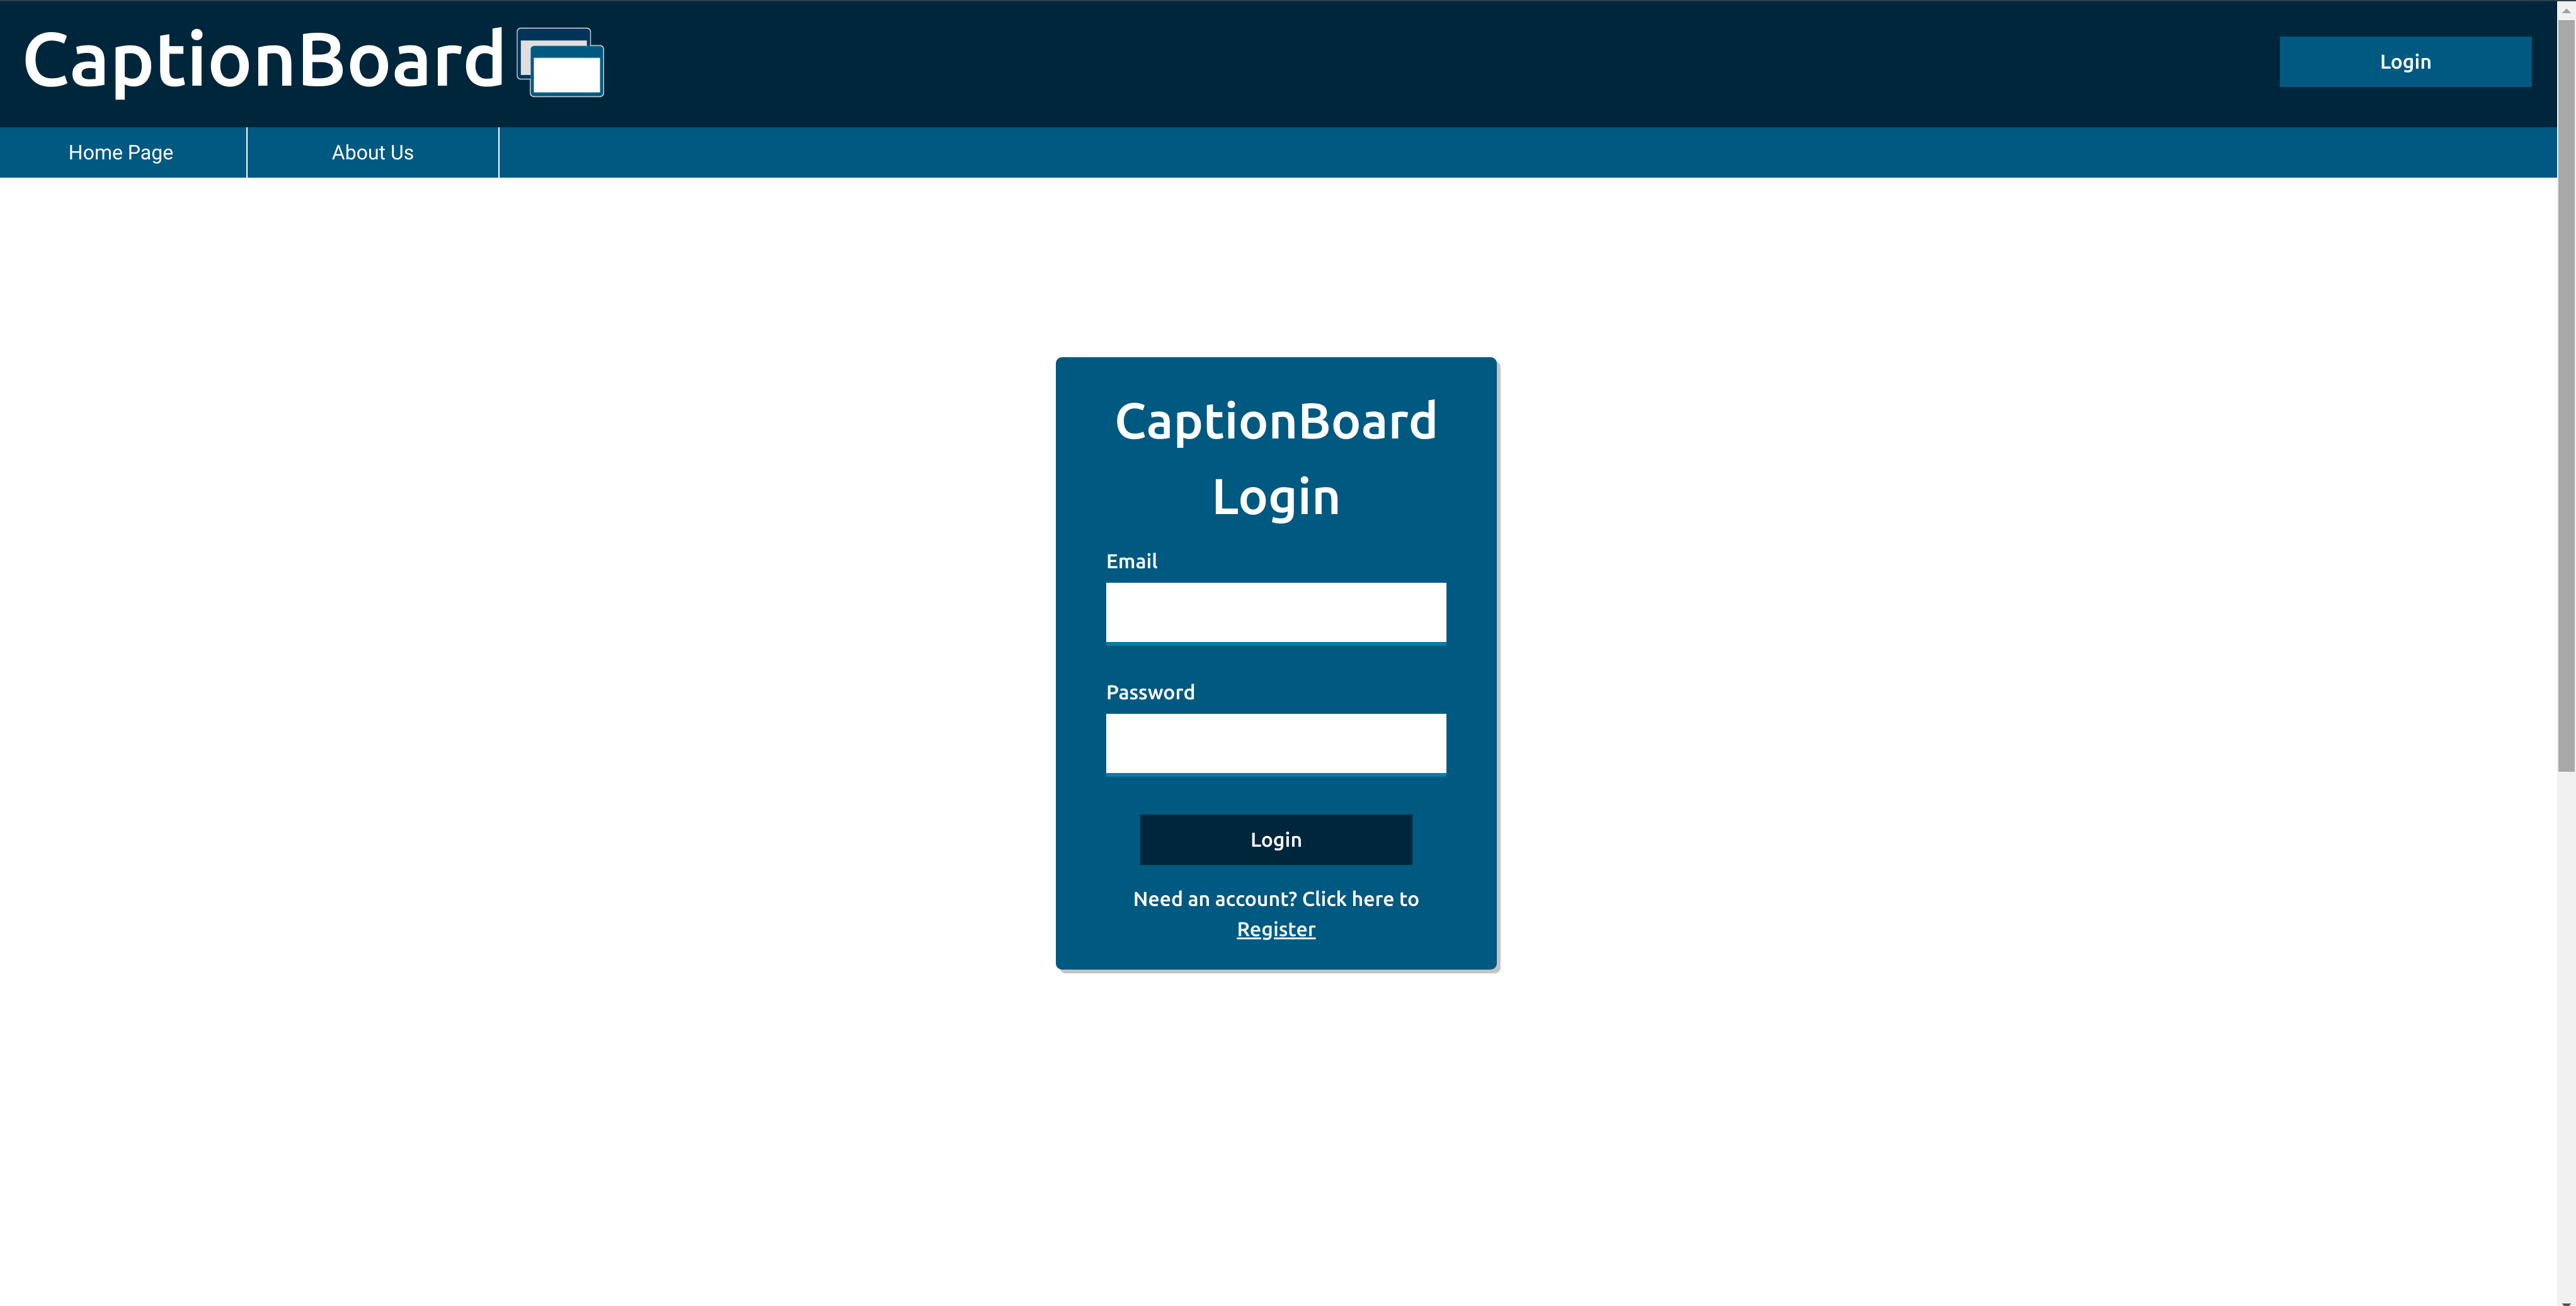 CaptionBoard
Login
Home Page
About Us
CaptionBoard
Login
Email
Password
Login
Need an account? Click here to
Register